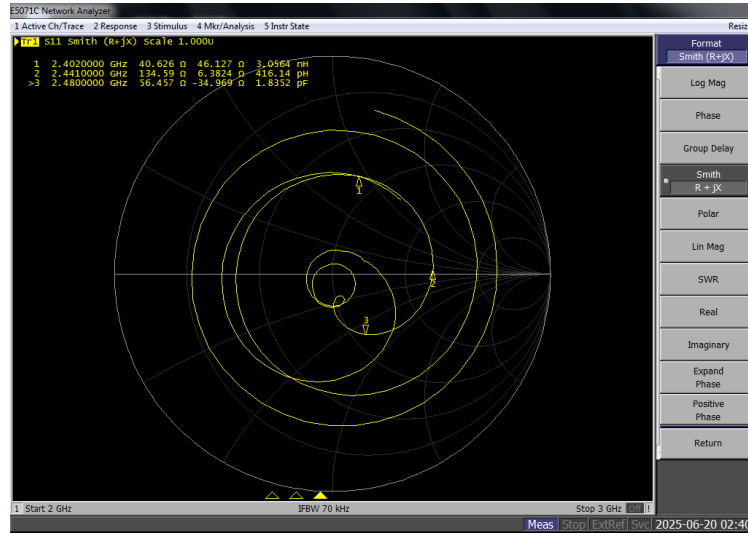 E5071C Network Analyzer
1 Active Ch/Trace 2 Response 3 Stimulus 4 Mkr/Analysis 5 Instr State
Resiz
Tr1 S11 Smith (R+jX) Scale 1.000U
1 2.4020000 GHz 40.626 Ω 46.127 Ω 3.0564 nH
2 2.4410000 GHz 134.59 Ω 6.3824 Ω 416.14 pH
>3 2.4800000 GHz 56.457 Ω -34.969 Ω 1.8352 pF
1
2
3
Format
Smith (R+jX)
Log Mag
Phase
Group Delay
Smith
R + jX
Polar
Lin Mag
SWR
Real
Imaginary
Expand
Phase
Positive
Phase
Return
1 Start 2 GHz
IFBW 70 kHz
Stop 3 GHz Off !
Meas Stop ExtRef Svc 2025-06-20 02:40